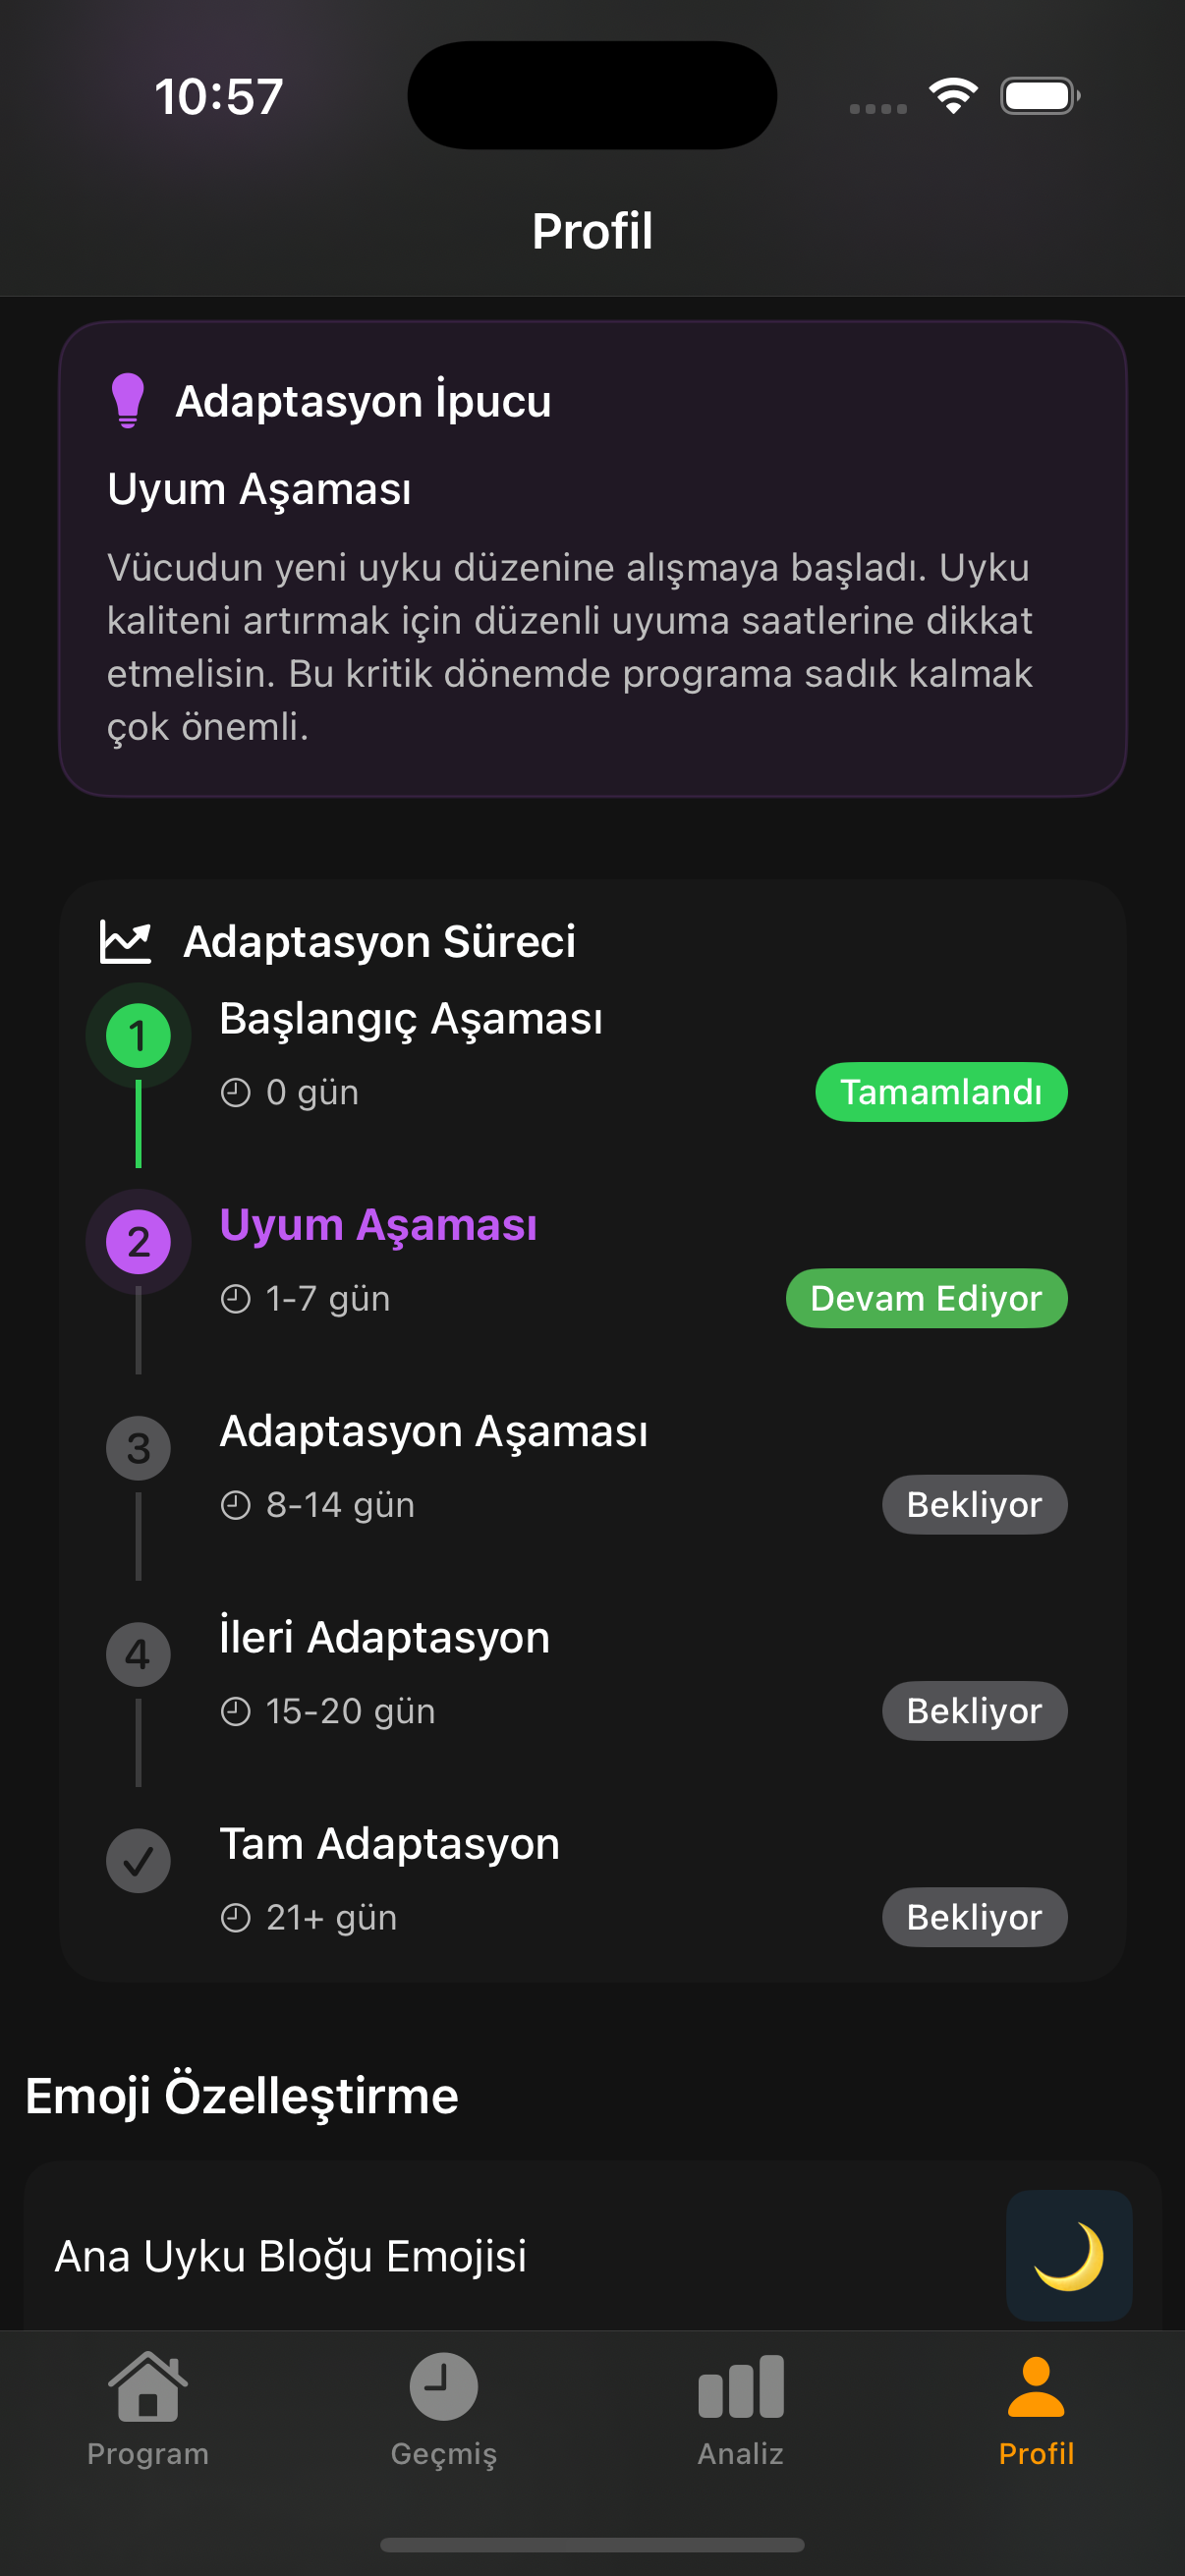 10:57
Profil
Adaptasyon İpucu
Uyum Aşaması
Vücudun yeni uyku düzenine alışmaya başladı. Uyku
kaliteni artırmak için düzenli uyuma saatlerine dikkat
etmelisin. Bu kritik dönemde programa sadık kalmak
çok önemli.
Adaptasyon Süreci
1
Başlangıç Aşaması
0 gün
Tamamlandı
2
Uyum Aşaması
1-7 gün
Devam Ediyor
3
Adaptasyon Aşaması
8-14 gün
Bekliyor
4
İleri Adaptasyon
15-20 gün
Bekliyor
Tam Adaptasyon
21+ gün
Bekliyor
Emoji Özelleştirme
Ana Uyku Bloğu Emojisi
Program
Geçmiş
Analiz
Profil